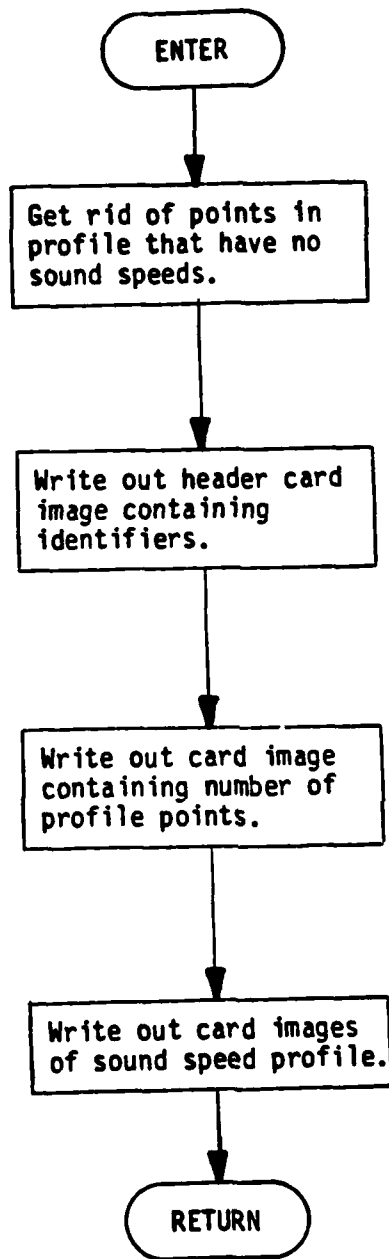 ENTER
Get rid of points in
profile that have no
sound speeds.
Write out header card
image containing
identifiers.
Write out card image
containing number of
profile points.
Write out card images
of sound speed profile.
RETURN